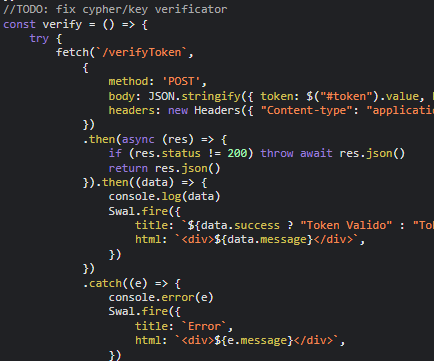 //TODO: fix cypher/key verificator
const verify = () => {
try {
fetch(`/verifyToken`,
{
method: 'POST',
body: JSON.stringify({ token: $("#token").value,
headers: new Headers({ "Content-type": "applicatio
})
.then(async (res) => {
if (res.status != 200) throw await res.json()
return res.json()
}).then((data) => {
console.log(data)
Swal.fire({
title: `${data.success ? "Token Valido" : "To
html: `<div>${data.message}</div>`,
})
})
.catch((e) => {
console.error(e)
Swal.fire({
title: `Error`,
html: `<div>${e.message}</div>`,
})